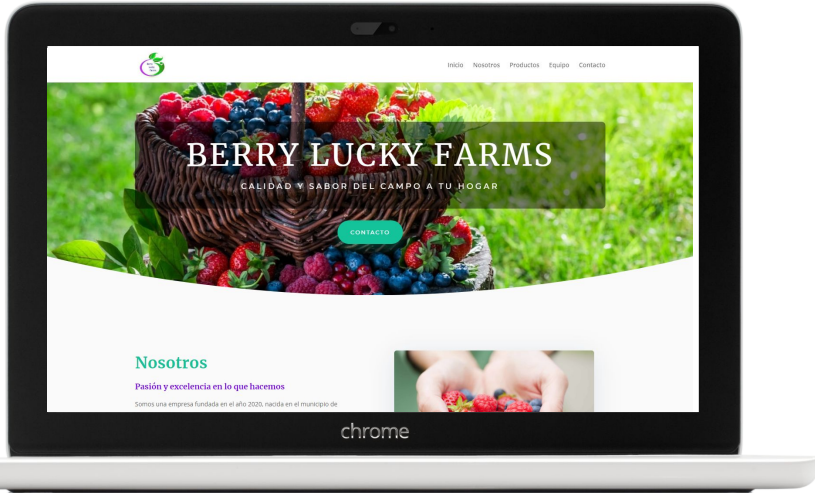 Inicio Nosotros Productos Equipo Contacto
BERRY LUCKY FARMS
CALIDAD Y SABOR DEL CAMPO A TU HOGAR
CONTACTO
Nosotros
Pasión y excelencia en lo que hacemos
Somos una empresa fundada en el año 2020, nacida en el municipio de
chrome